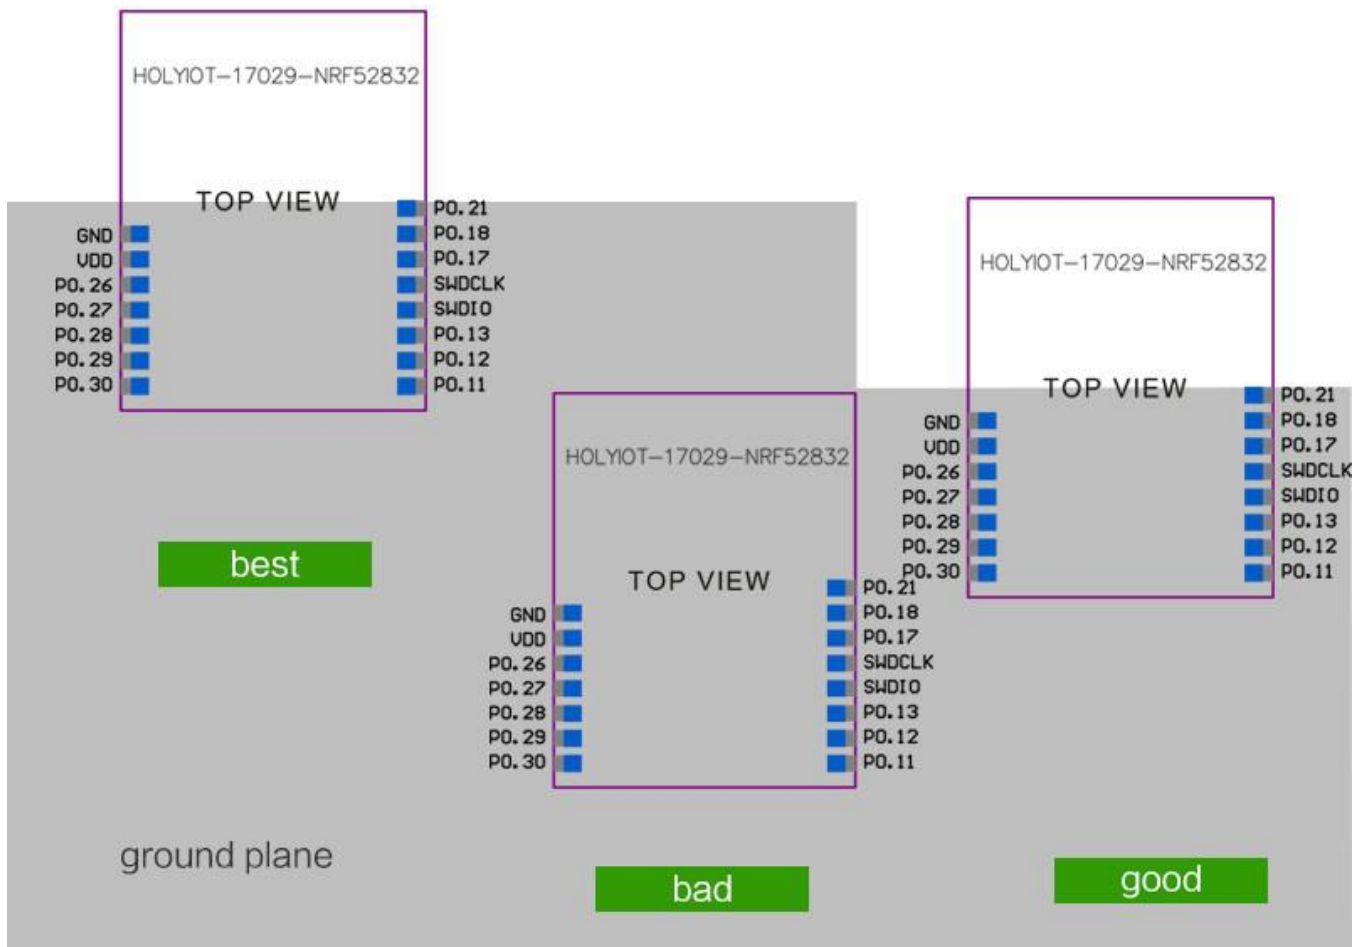 HOLYIOT-17029-NRF52832
TOP VIEW
P0.21
GND
P0.18
VDD
P0.17
P0.26
SWDCLK
P0.27
SWDIO
P0.28
P0.13
P0.29
P0.12
P0.30
P0.11
best
HOLYIOT-17029-NRF52832
TOP VIEW
P0.21
GND
P0.18
VDD
P0.17
P0.26
SWDCLK
P0.27
SWDIO
P0.28
P0.13
P0.29
P0.12
P0.30
P0.11
bad
HOLYIOT-17029-NRF52832
TOP VIEW
P0.21
GND
P0.18
VDD
P0.17
P0.26
SWDCLK
P0.27
SWDIO
P0.28
P0.13
P0.29
P0.12
P0.30
P0.11
good
ground plane